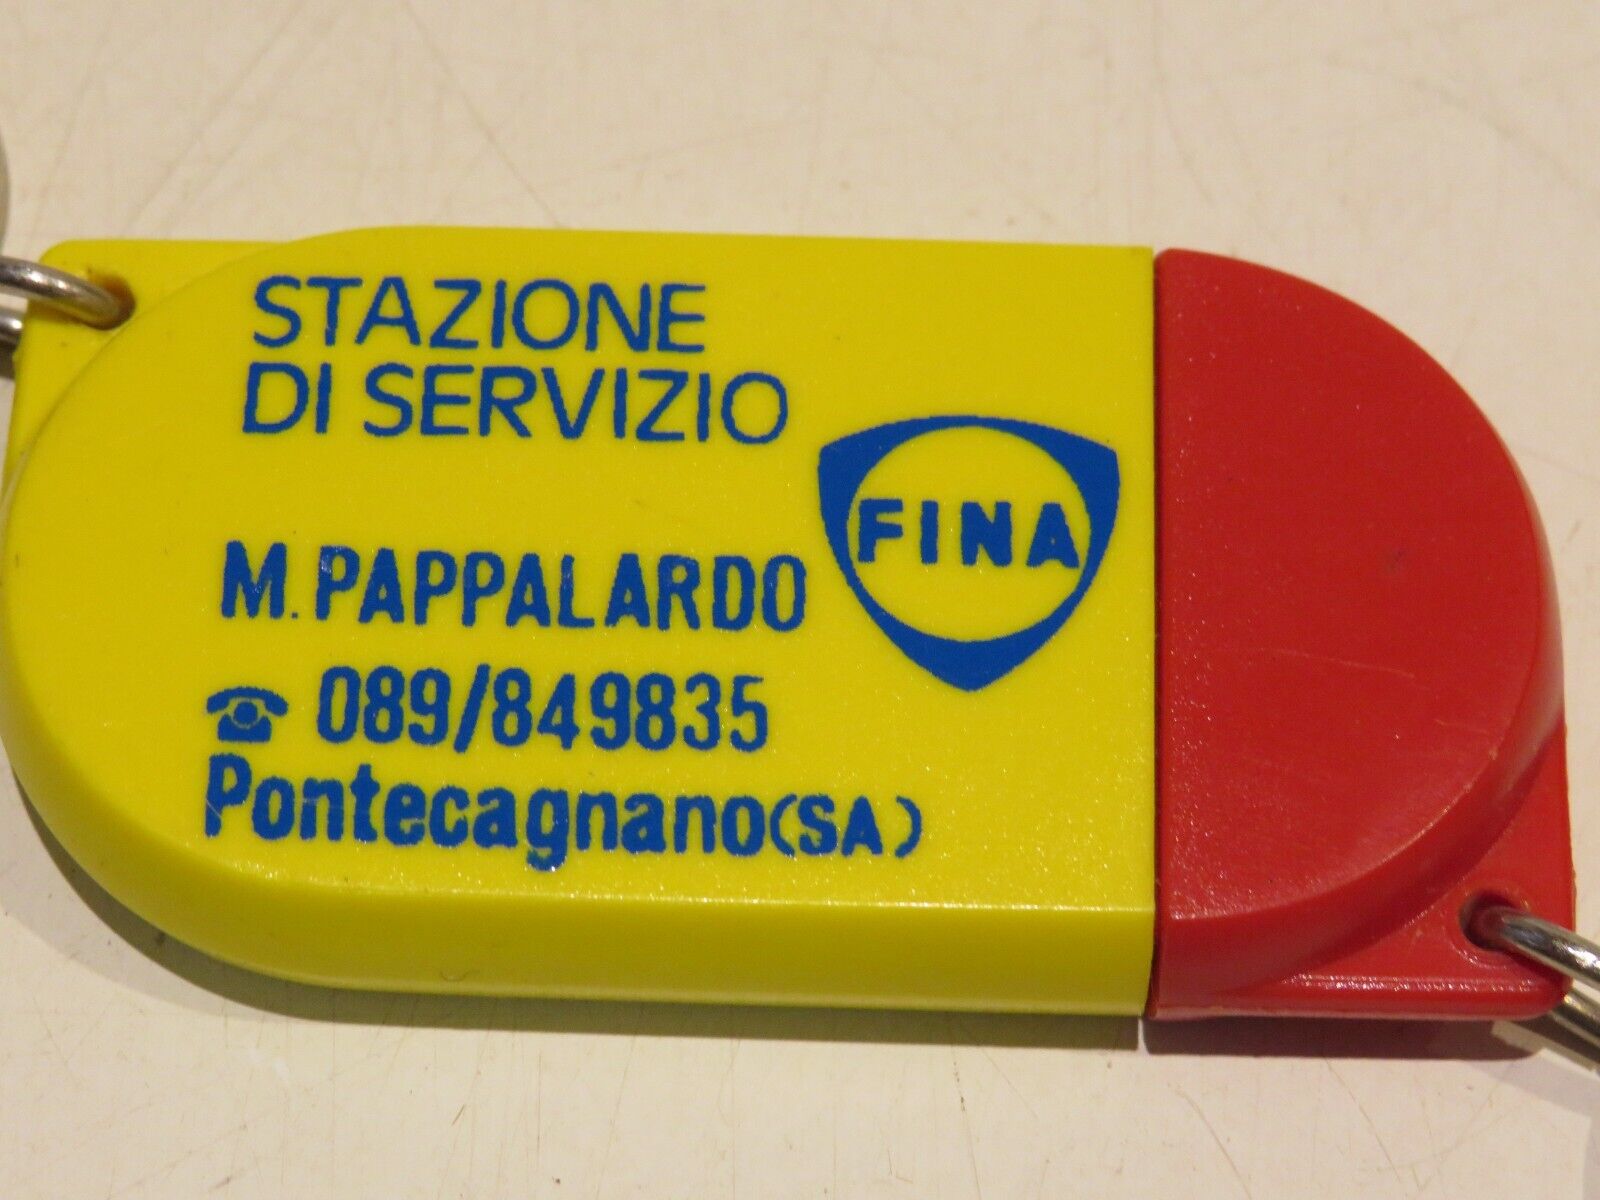 STAZIONE
DI SERVIZIO
FINA
M. PAPPALARDO
☎ 089/849835
Pontecagnano (SA)